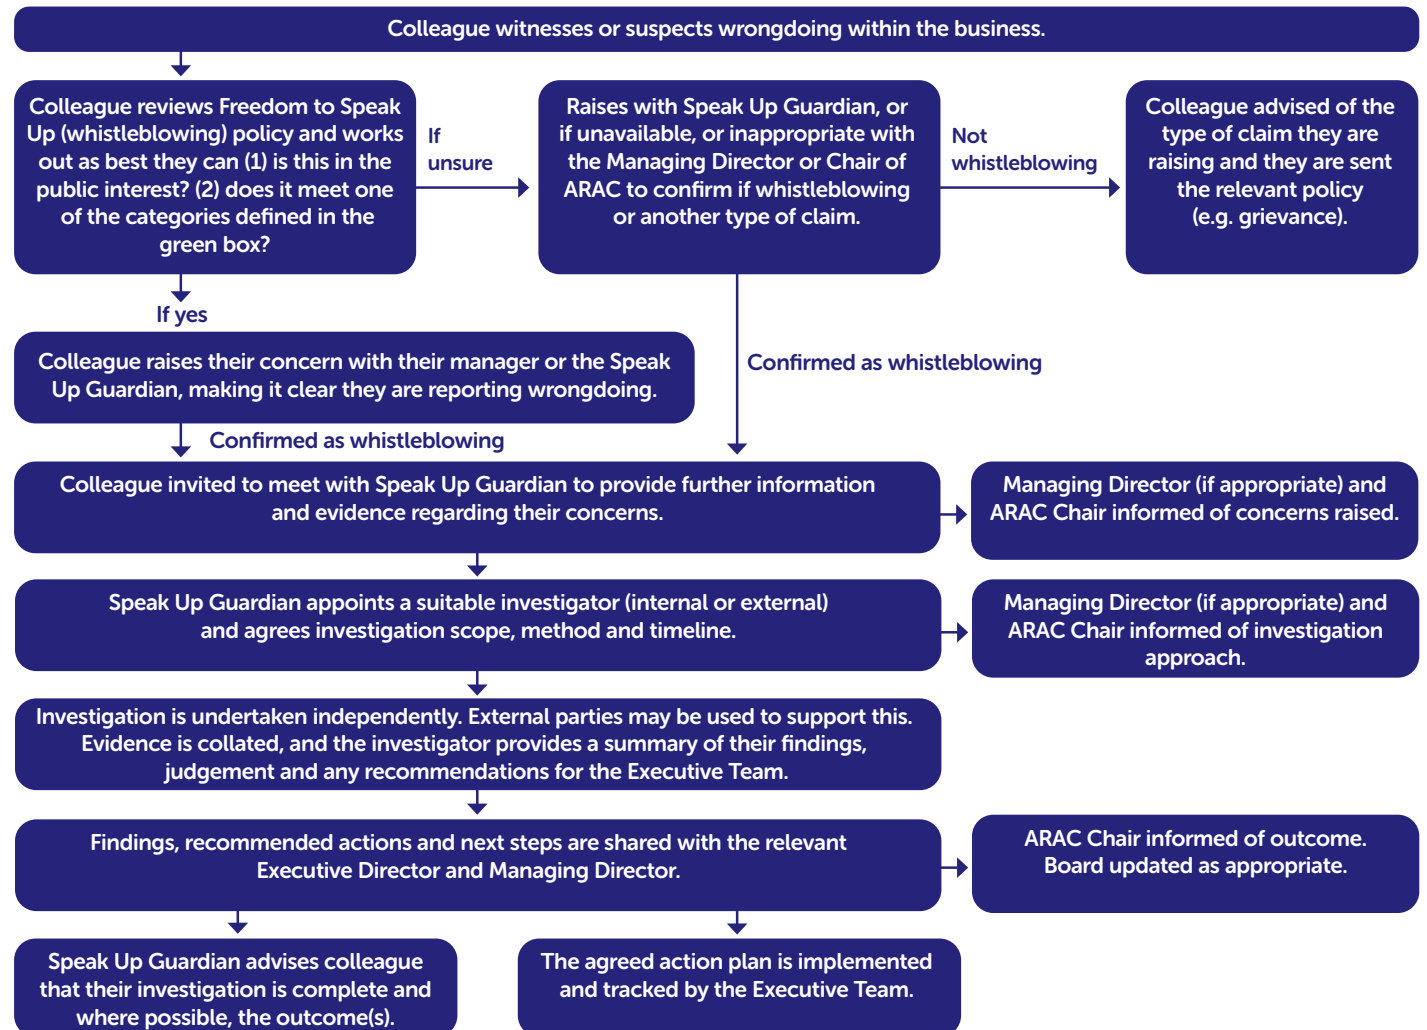 Colleague witnesses or suspects wrongdoing within the business.
Colleague reviews Freedom to Speak
Up (whistleblowing) policy and works
out as best they can (1) is this in the
public interest? (2) does it meet one
of the categories defined in the
green box?
If
unsure
Raises with Speak Up Guardian, or
if unavailable, or inappropriate with
the Managing Director or Chair of
ARAC to confirm if whistleblowing
or another type of claim.
Not
whistleblowing
Colleague advised of the
type of claim they are
raising and they are sent
the relevant policy
(e.g. grievance).
If yes
Colleague raises their concern with their manager or the Speak
Up Guardian, making it clear they are reporting wrongdoing.
Confirmed as whistleblowing
Confirmed as whistleblowing
Colleague invited to meet with Speak Up Guardian to provide further information
and evidence regarding their concerns.
Managing Director (if appropriate) and
ARAC Chair informed of concerns raised.
Speak Up Guardian appoints a suitable investigator (internal or external)
and agrees investigation scope, method and timeline.
Managing Director (if appropriate) and
ARAC Chair informed of investigation
approach.
Investigation is undertaken independently. External parties may be used to support this.
Evidence is collated, and the investigator provides a summary of their findings,
judgement and any recommendations for the Executive Team.
Findings, recommended actions and next steps are shared with the relevant
Executive Director and Managing Director.
ARAC Chair informed of outcome.
Board updated as appropriate.
Speak Up Guardian advises colleague
that their investigation is complete and
where possible, the outcome(s).
The agreed action plan is implemented
and tracked by the Executive Team.